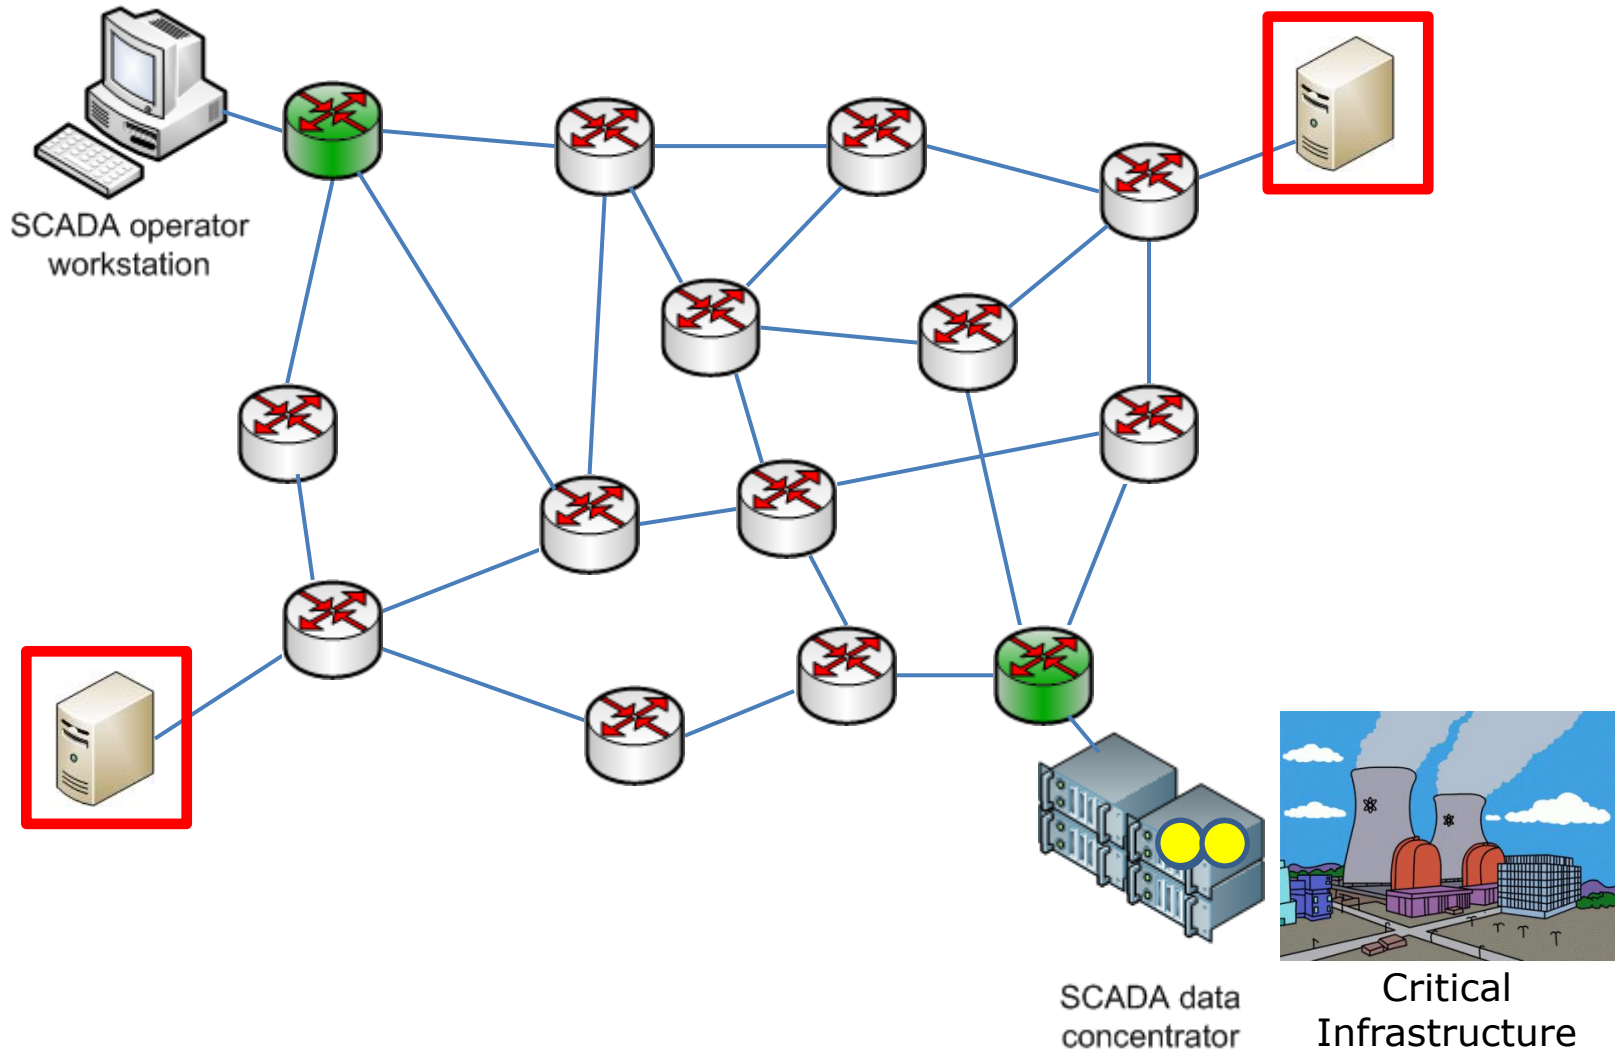 SCADA operator
workstation
SCADA data
concentrator
Critical
Infrastructure